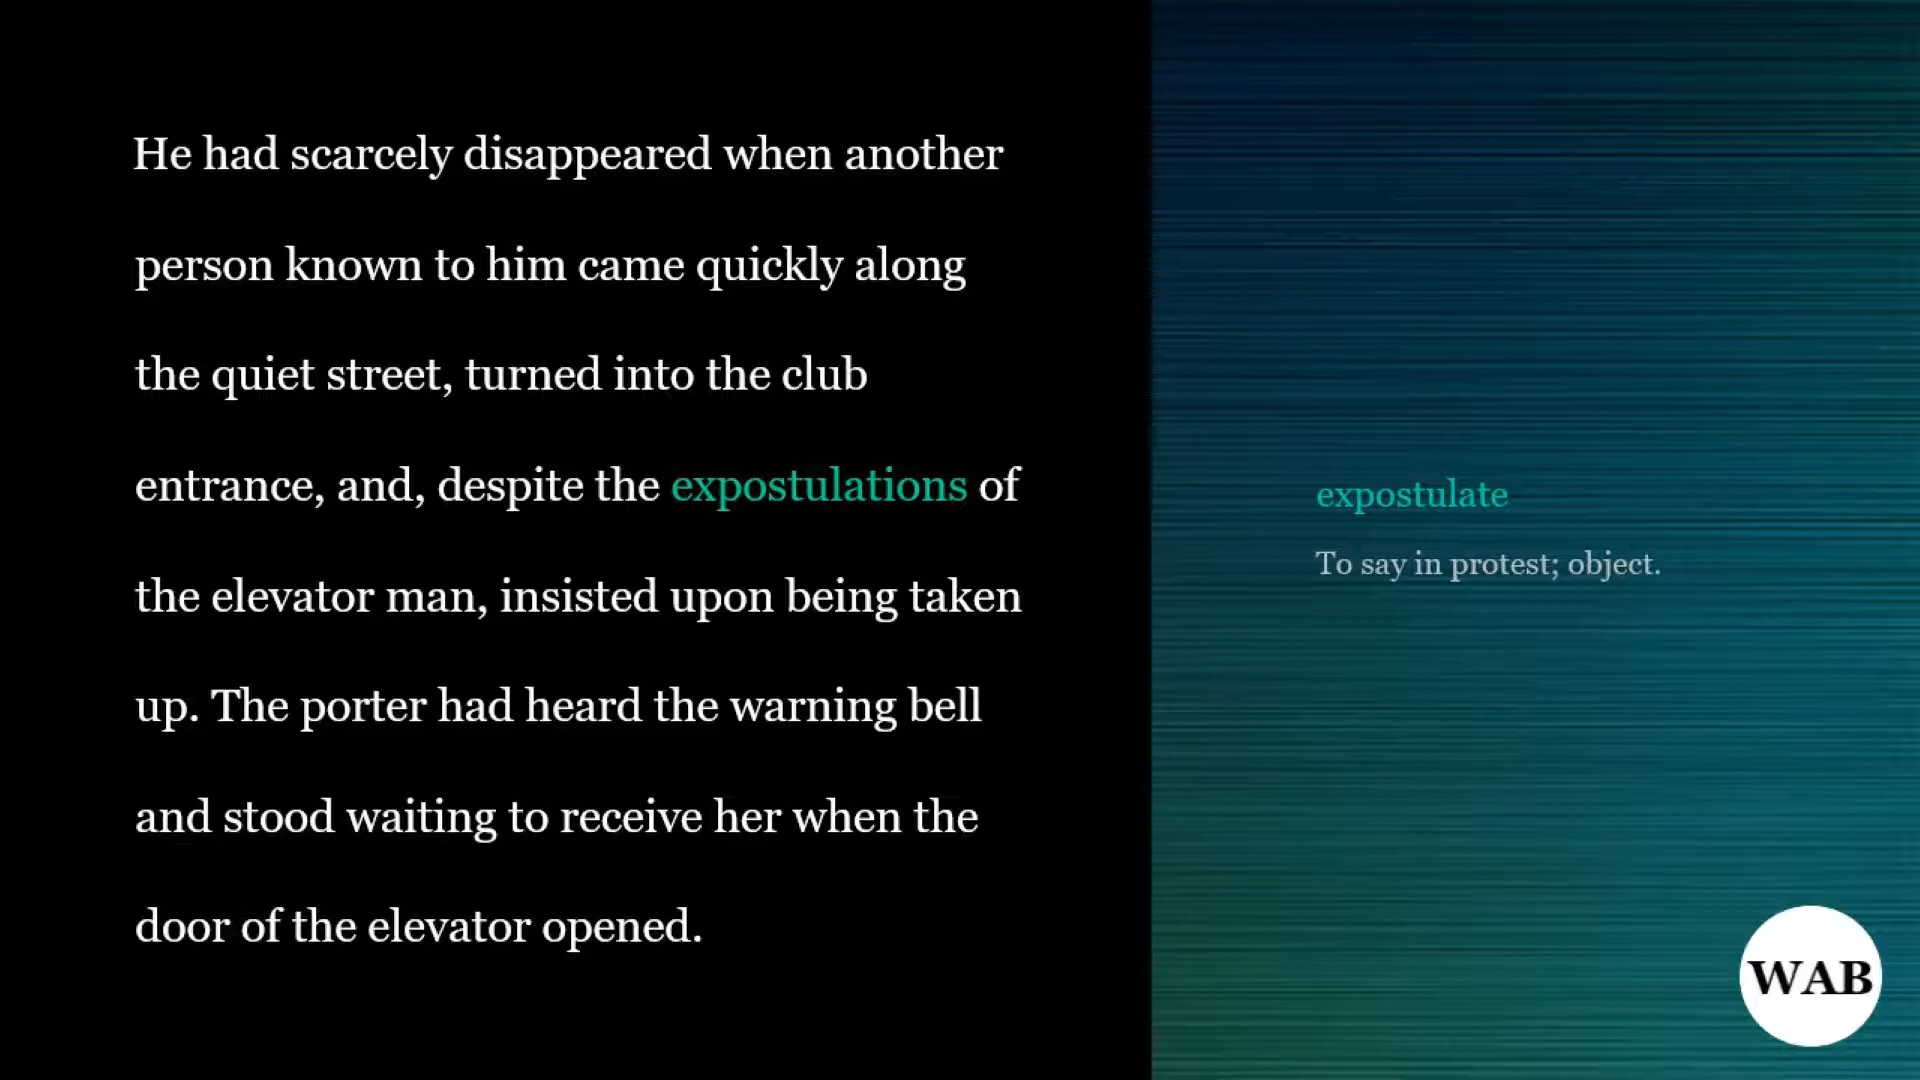 He had scarcely disappeared when another
person known to him came quickly along
the quiet street, turned into the club
entrance, and, despite the expostulations of
the elevator man, insisted upon being taken
up. The porter had heard the warning bell
and stood waiting to receive her when the
door of the elevator opened.
expostulate
To say in protest; object.
WAB